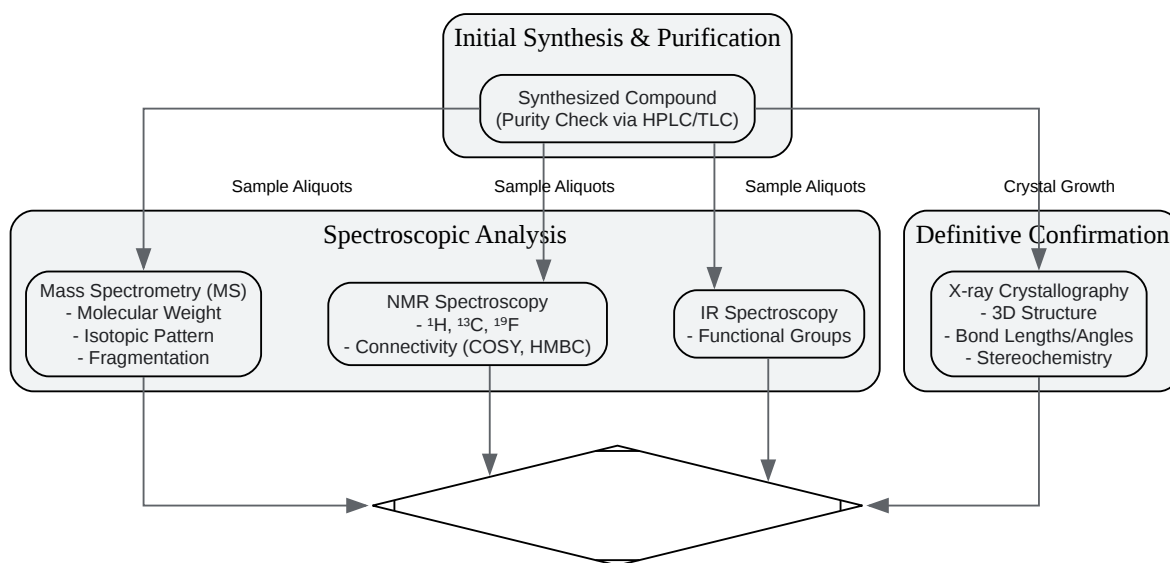 Initial Synthesis & Purification
Synthesized Compound
(Purity Check via HPLC/TLC)
Sample Aliquots
Sample Aliquots
Sample Aliquots
Crystal Growth
Spectroscopic Analysis
Mass Spectrometry (MS)
- Molecular Weight
- Isotopic Pattern
- Fragmentation
NMR Spectroscopy
- ¹H, ¹³C, ¹⁹F
- Connectivity (COSY, HMBC)
IR Spectroscopy
- Functional Groups
Definitive Confirmation
X-ray Crystallography
- 3D Structure
- Bond Lengths/Angles
- Stereochemistry